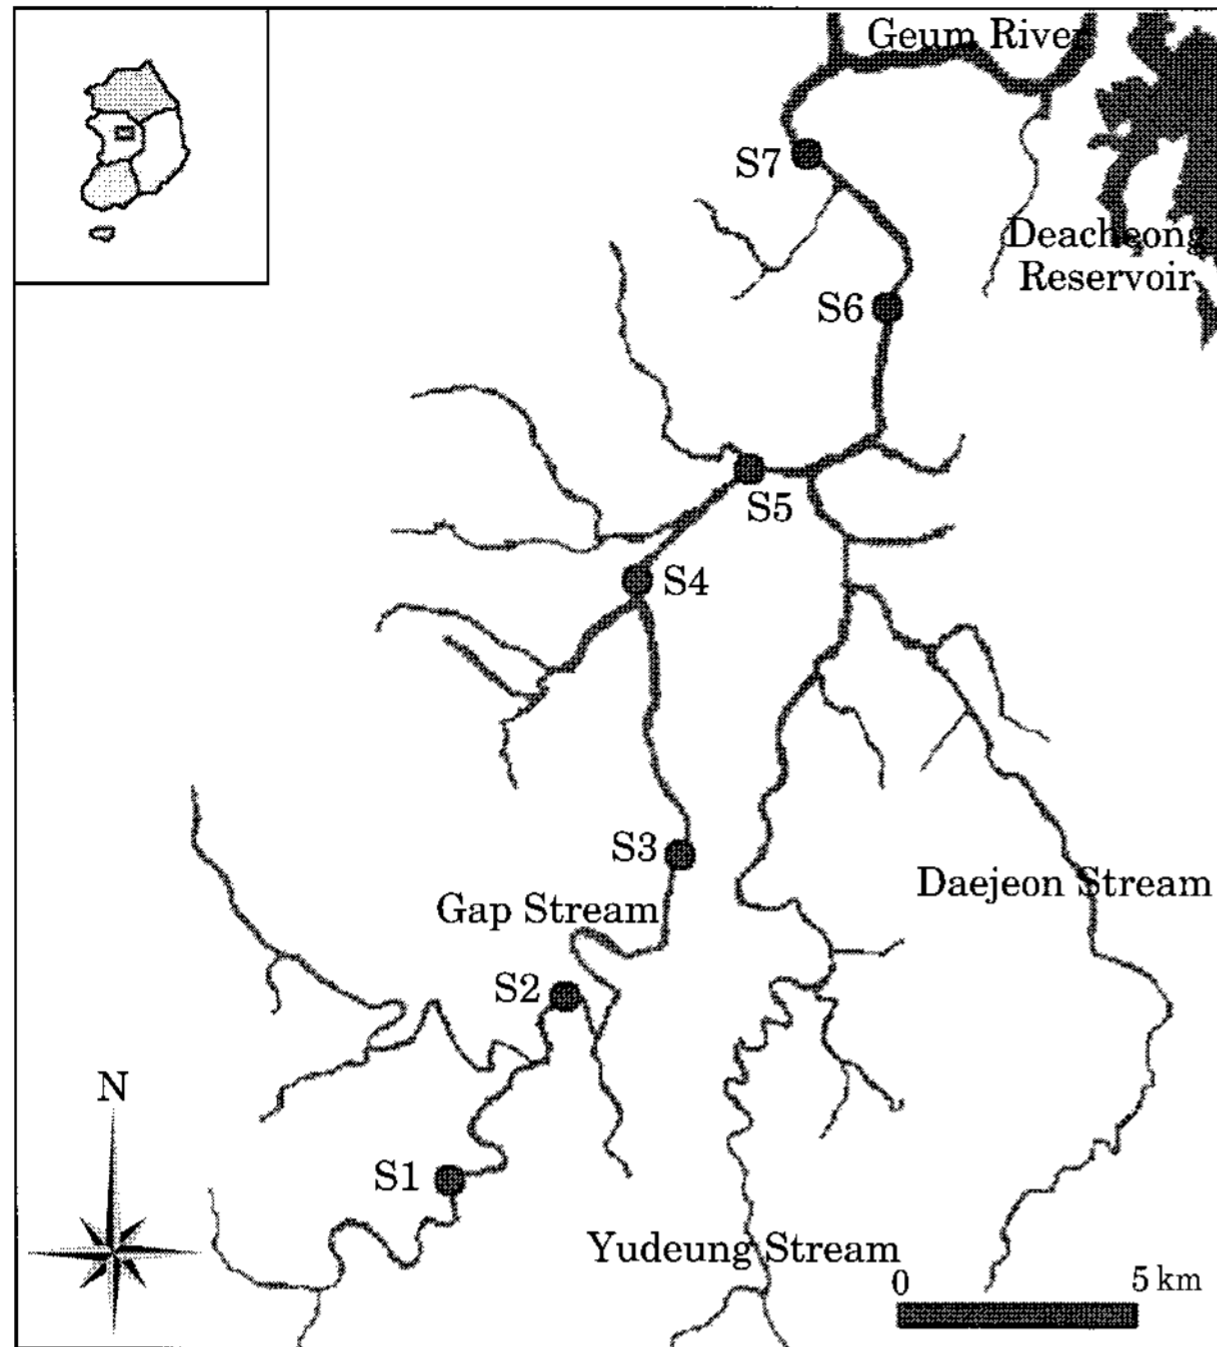 Geum River
S7
Deacheong
Reservoir
S6
S5
S4
S3
Daejeon Stream
Gap Stream
S2
N
S1
Yudeung Stream
0 5 km